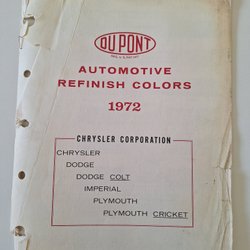 DU PONT
REG. U.S. PAT. OFF.
AUTOMOTIVE
REFINISH COLORS
1972
CHRYSLER CORPORATION
CHRYSLER
DODGE
DODGE COLT
IMPERIAL
PLYMOUTH
PLYMOUTH CRICKET